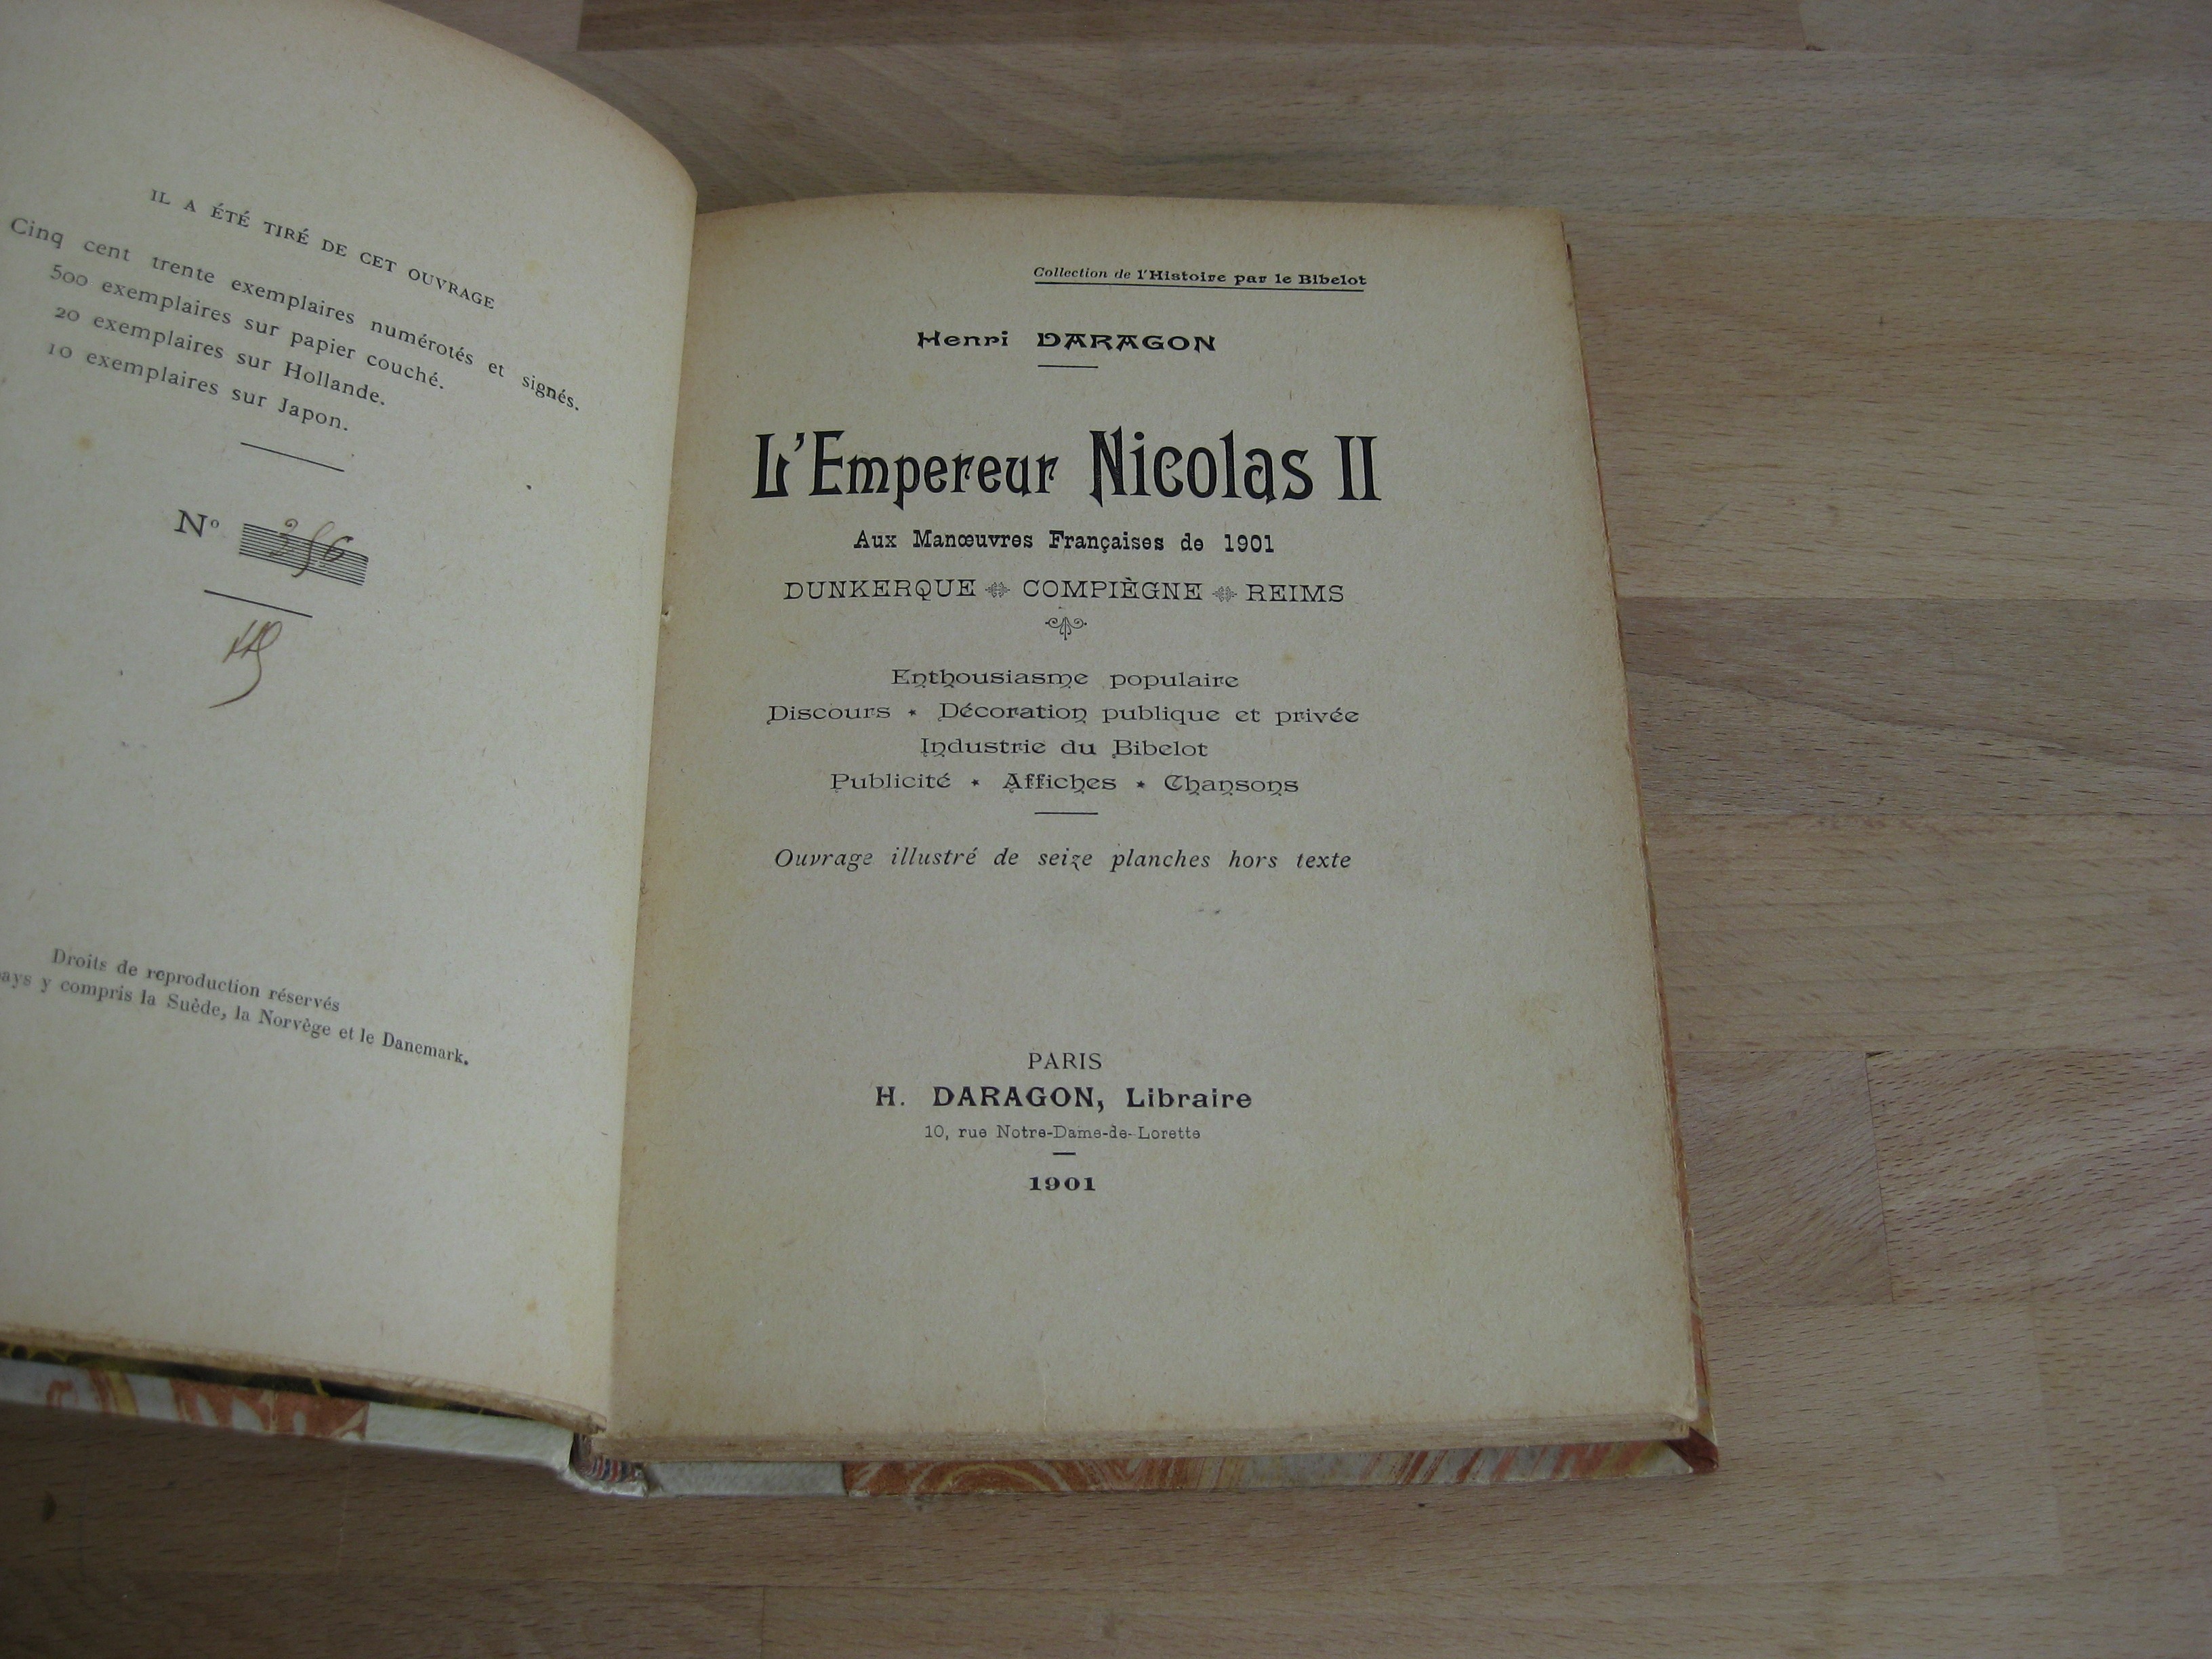 IL A ÉTÉ TIRÉ DE CET OUVRAGE
Cinq cent trente exemplaires numérotés et signés.
500 exemplaires sur papier couché.
20 exemplaires sur Hollande.
10 exemplaires sur Japon.
Nº 356
Droits de reproduction réservés
pays y compris la Suède, la Norvège et le Danemark.
Collection de l'Histoire par le Bibelot
Henri DARAGON
L'Empereur Nicolas II
Aux Manœuvres Françaises de 1901
DUNKERQUE COMPIÈGNE REIMS
Enthousiasme populaire
Discours * Décoration publique et privée
Industrie du Bibelot
Publicité * Affiches * Chansons
Ouvrage illustré de seize planches hors texte
PARIS
H. DARAGON, Libraire
10, rue Notre-Dame-de-Lorette
1901